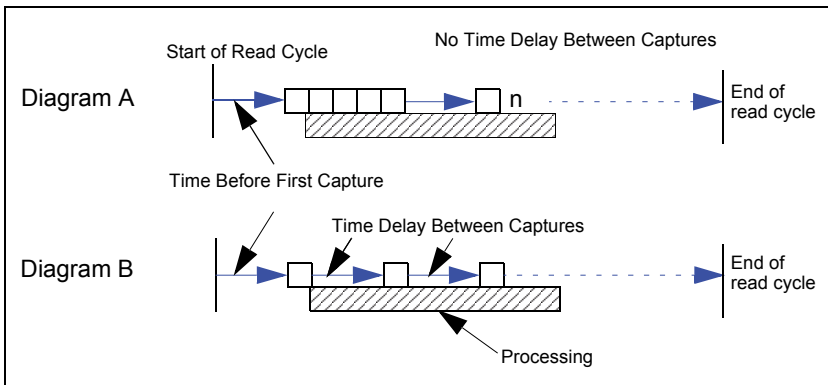 No Time Delay Between Captures
Start of Read Cycle
Diagram A
n
End of
read cycle
Time Before First Capture
Time Delay Between Captures
Diagram B
End of
read cycle
Processing